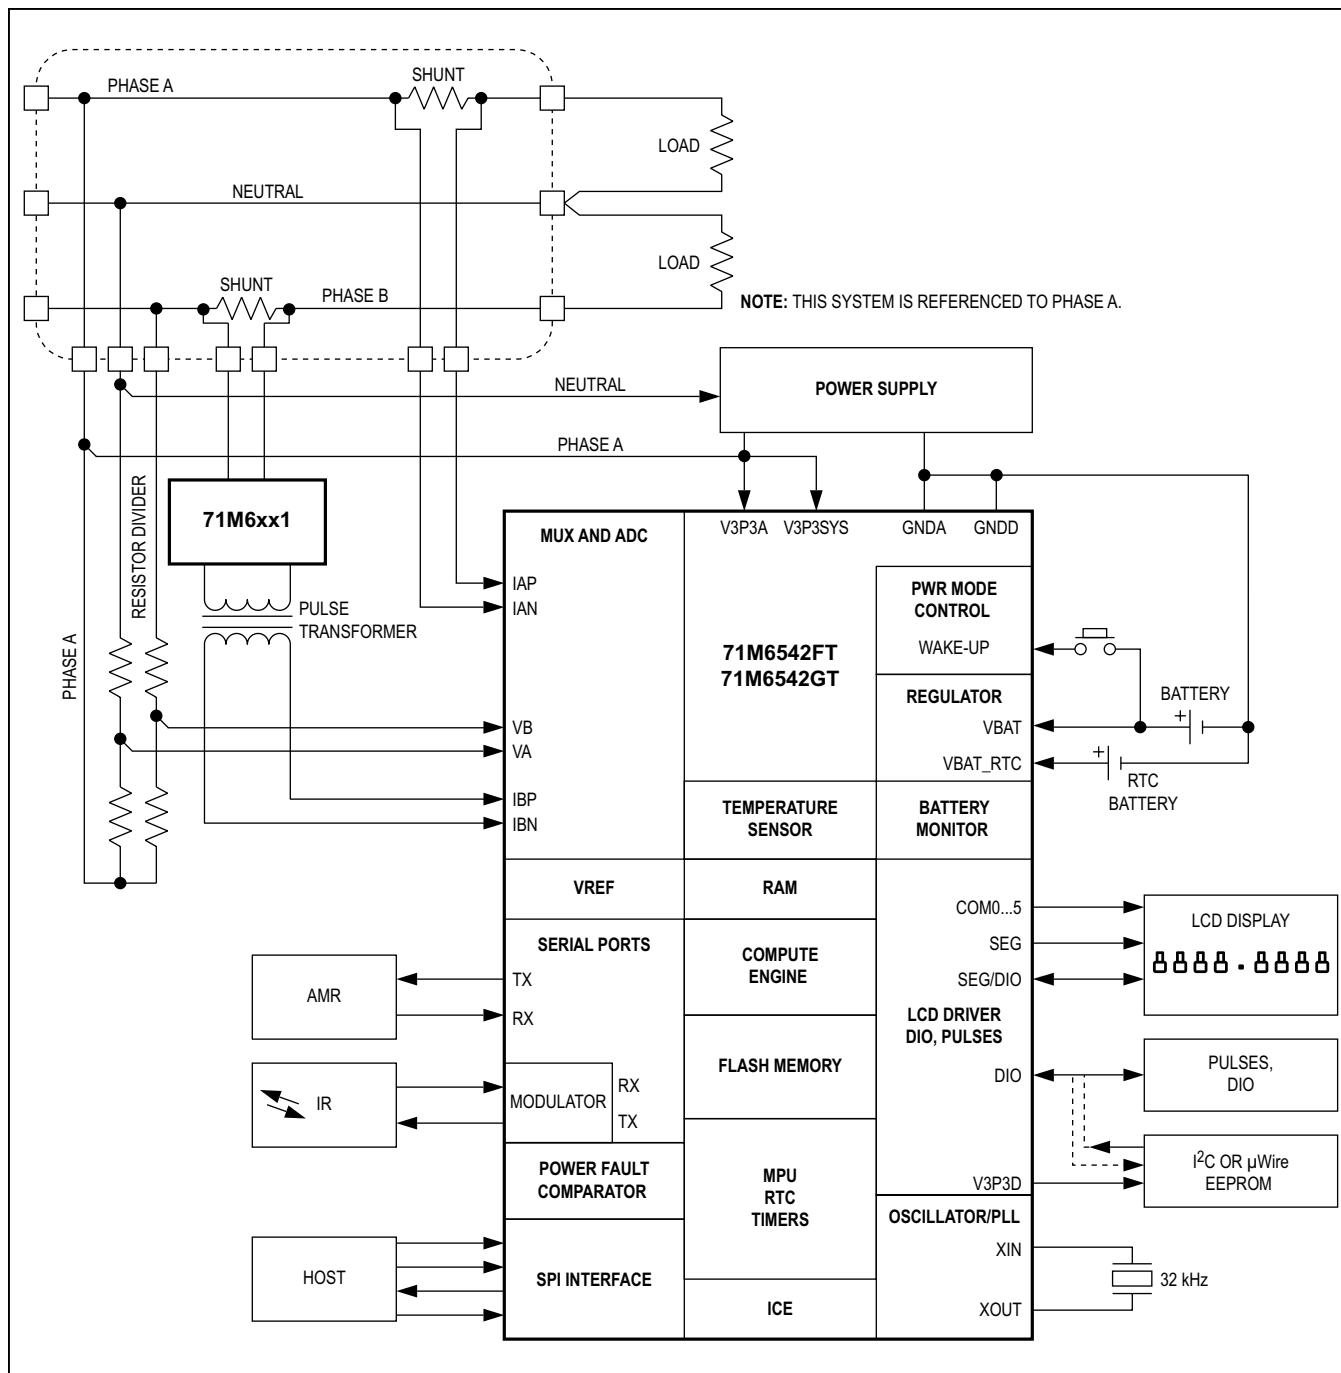 SHUNT
PHASE A
LOAD
NEUTRAL
SHUNT
LOAD
PHASE B
NOTE: THIS SYSTEM IS REFERENCED TO PHASE A.
NEUTRAL
POWER SUPPLY
PHASE A
71M6xx1
RESISTOR DIVIDER
PHASE A
PULSE
TRANSFORMER
MUX AND ADC
V3P3A
V3P3SYS
GNDA
GNDD
IAP
IAN
PWR MODE
CONTROL
WAKE-UP
71M6542FT
71M6542GT
REGULATOR
BATTERY
+
VB
VBAT
VA
VBAT_RTC
+
RTC
BATTERY
IBP
IBN
TEMPERATURE
SENSOR
BATTERY
MONITOR
VREF
RAM
COM0...5
SEG
SEG/DIO
LCD DISPLAY
8888.8888
SERIAL PORTS
COMPUTE
ENGINE
AMR
TX
RX
LCD DRIVER
DIO, PULSES
FLASH MEMORY
DIO
PULSES,
DIO
IR
MODULATOR
RX
TX
POWER FAULT
COMPARATOR
MPU
RTC
TIMERS
V3P3D
I2C OR µWire
EEPROM
OSCILLATOR/PLL
HOST
SPI INTERFACE
XIN
32 kHz
ICE
XOUT